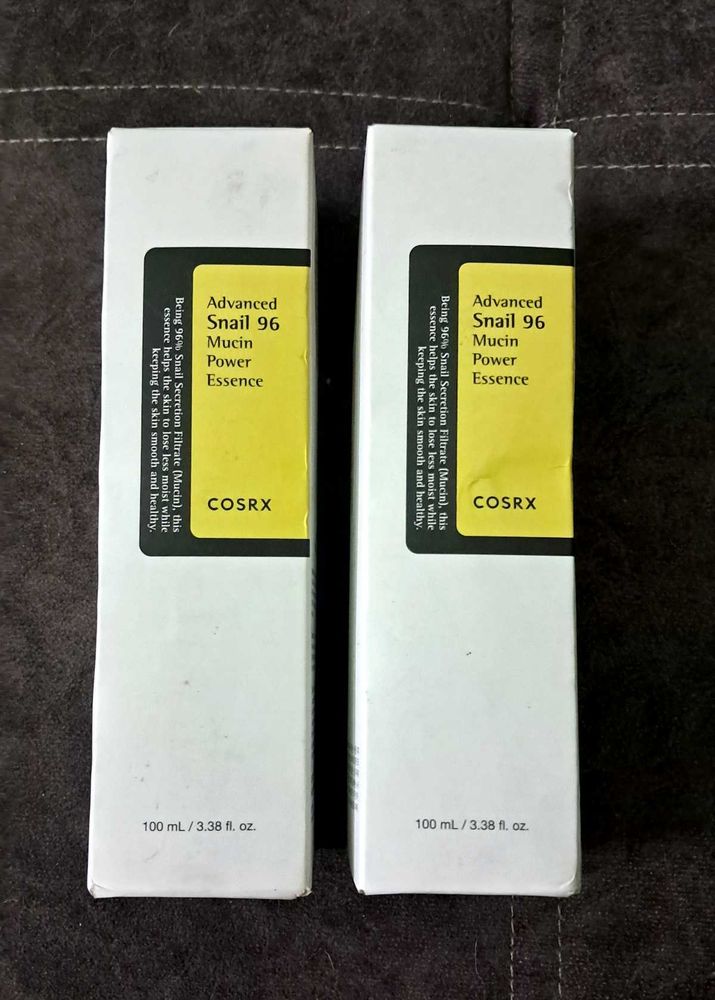 Advanced
Snail 96
Mucin
Power
Essence
Being 96% Snail Secretion Filtrate (Mucin), this
essence helps the skin to lose less moist while
keeping the skin smooth and healthy.
COSRX
100 mL / 3.38 fl. oz.
Advanced
Snail 96
Mucin
Power
Essence
Being 96% Snail Secretion Filtrate (Mucin), this
essence helps the skin to lose less moist while
keeping the skin smooth and healthy.
COSRX
100 mL / 3.38 fl. oz.